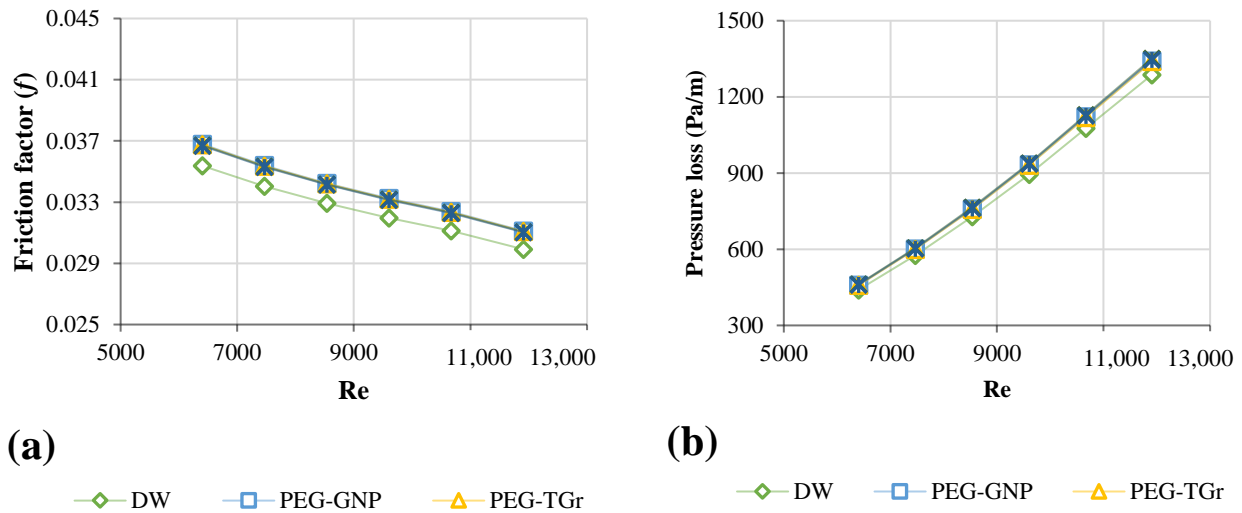 0.045
0.041
0.037
0.033
0.029
0.025
Friction factor (f)
5000 7000 9000 11,000 13,000
Re
(a)
DW PEG-GNP PEG-TGr
1500
1200
900
600
300
Pressure loss (Pa/m)
5000 7000 9000 11,000 13,000
Re
(b)
DW PEG-GNP PEG-TGr